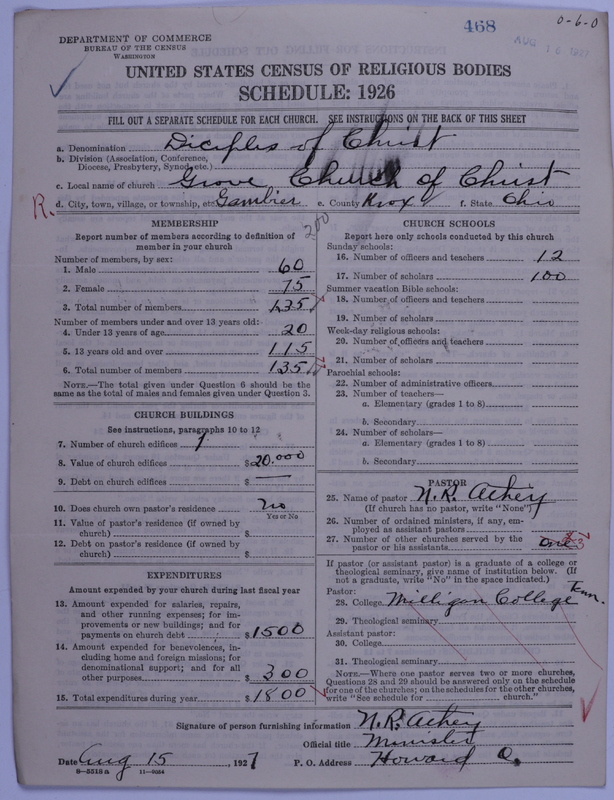 468
0-6-0
AUG 16 1927
DEPARTMENT OF COMMERCE
BUREAU OF THE CENSUS
WASHINGTON
UNITED STATES CENSUS OF RELIGIOUS BODIES
SCHEDULE: 1926
FILL OUT A SEPARATE SCHEDULE FOR EACH CHURCH. SEE INSTRUCTIONS ON THE BACK OF THIS SHEET
a. Denomination Diciples of Christ
b. Division (Association, Conference,
Diocese, Presbytery, Synod, etc.)
c. Local name of church Grove Church of Christ
R. d. City, town, village, or township, etc. Gambier e. County Knox f. State Ohio
200
MEMBERSHIP
Report number of members according to definition of
member in your church
Number of members, by sex:
1. Male 60
2. Female 75
3. Total number of members 135
Number of members under and over 13 years old:
4. Under 13 years of age 20
5. 13 years old and over 115
6. Total number of members 135
NOTE.—The total given under Question 6 should be the
same as the total of males and females given under Question 3.
CHURCH BUILDINGS
See instructions, paragraphs 10 to 12
7. Number of church edifices 1
8. Value of church edifices $20.000
9. Debt on church edifices $ —
10. Does church own pastor's residence no
Yes or No
11. Value of pastor's residence (if owned by
church) $
12. Debt on pastor's residence (if owned by
church) $
EXPENDITURES
Amount expended by your church during last fiscal year
13. Amount expended for salaries, repairs,
and other running expenses; for im-
provements or new buildings; and for
payments on church debt $1500
14. Amount expended for benevolences, in-
cluding home and foreign missions; for
denominational support; and for all
other purposes $300
15. Total expenditures during year $1800
CHURCH SCHOOLS
Report here only schools conducted by this church
Sunday schools:
16. Number of officers and teachers 12
17. Number of scholars 100
Summer vacation Bible schools:
18. Number of officers and teachers
19. Number of scholars
Week-day religious schools:
20. Number of officers and teachers
21. Number of scholars
Parochial schools:
22. Number of administrative officers
23. Number of teachers—
a. Elementary (grades 1 to 8)
b. Secondary
24. Number of scholars—
a. Elementary (grades 1 to 8)
b. Secondary
PASTOR
25. Name of pastor N. R. Athey
(If church has no pastor, write "None")
26. Number of ordained ministers, if any, em-
ployed as assistant pastors
27. Number of other churches served by the
pastor or his assistants one
If pastor (or assistant pastor) is a graduate of a college or
theological seminary, give name of institution below. (If
not a graduate, write "No" in the space indicated.)
Pastor:
28. College Milligan College Tenn.
29. Theological seminary
Assistant pastor:
30. College
31. Theological seminary
NOTE.—Where one pastor serves two or more churches,
Questions 28 and 29 should be answered only on the schedule
for one of the churches; on the schedules for the other churches,
write "See schedule for church."
Signature of person furnishing information N. R. Athey
Official title Minister
Date Aug 15, 1927 P. O. Address Howard O.
8-5518a 11-9064